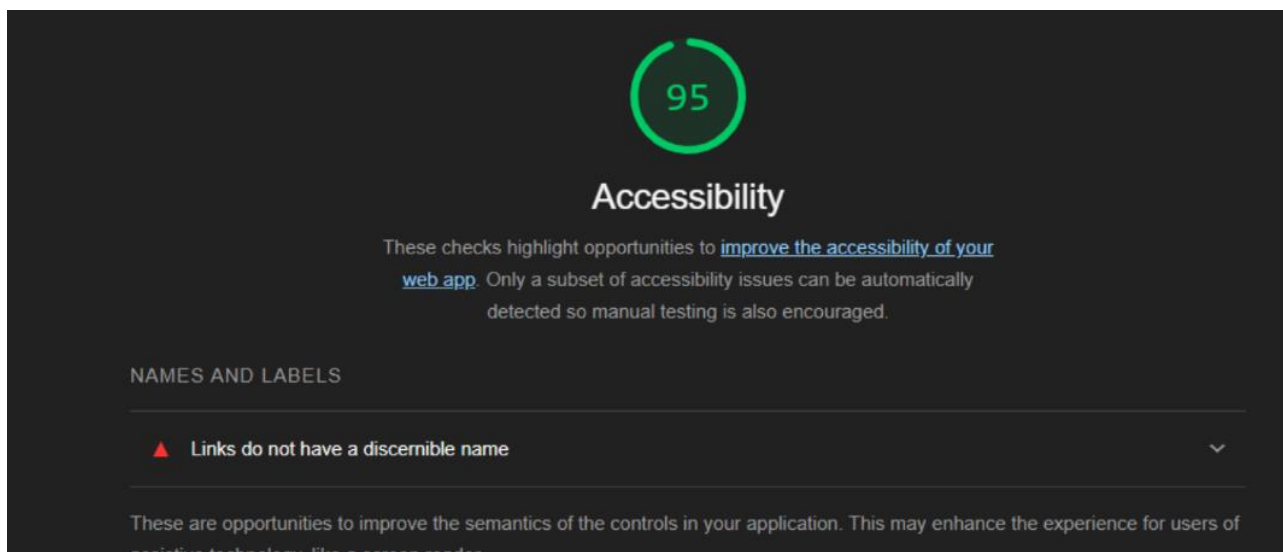 95
Accessibility
These checks highlight opportunities to improve the accessibility of your
web app. Only a subset of accessibility issues can be automatically
detected so manual testing is also encouraged.
NAMES AND LABELS
Links do not have a discernible name
These are opportunities to improve the semantics of the controls in your application. This may enhance the experience for users of